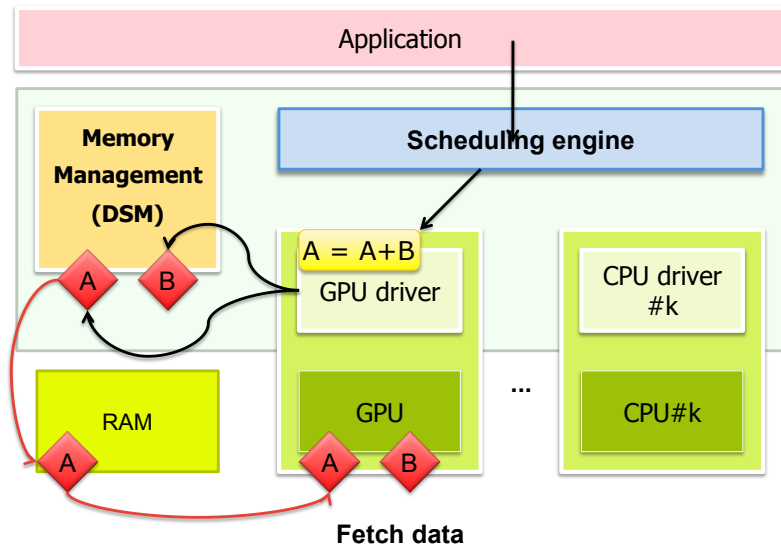 Application
Memory
Management
(DSM)
Scheduling engine
A = A+B
A
B
GPU driver
CPU driver
#k
RAM
GPU
...
CPU#k
A
A
B
Fetch data